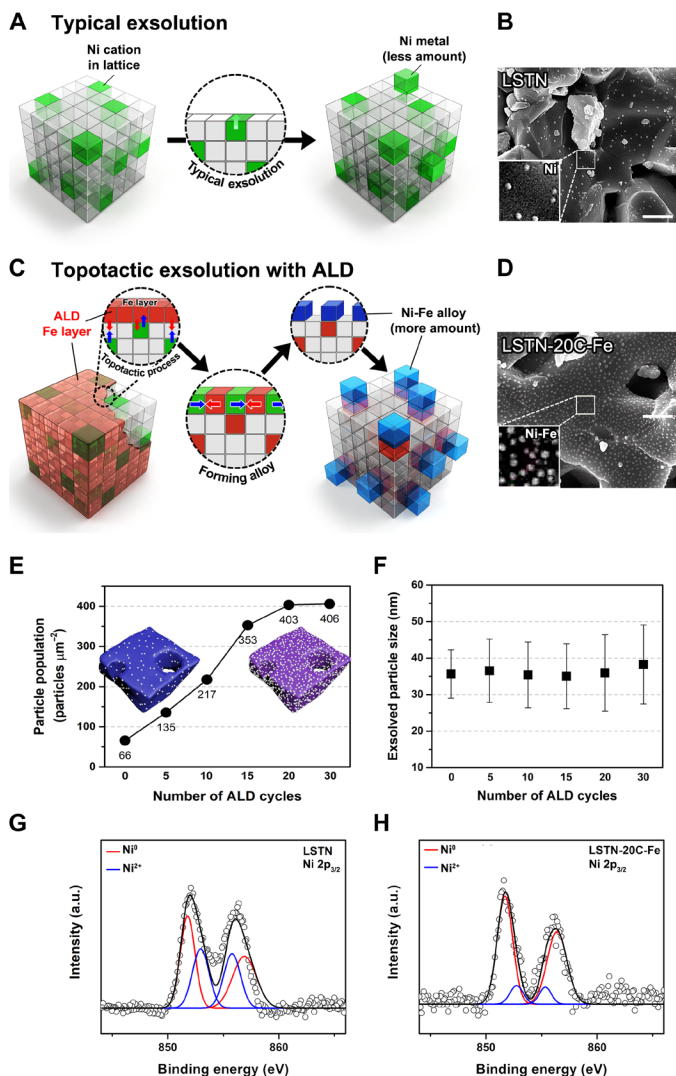 A Typical exsolution
Ni cation
in lattice
Typical exsolution
Ni metal
(less amount)
B
LSTN
Ni
C Topotactic exsolution with ALD
ALD
Fe layer
Fe layer
Topotactic process
Forming alloy
Ni-Fe alloy
(more amount)
D
LSTN-20C-Fe
Ni-Fe
E
Particle population
(particles μm⁻²)
400
300
200
100
0
66
135
217
353
403
406
0 5 10 15 20 30
Number of ALD cycles
F
Exsolved particle size (nm)
60
50
40
30
20
10
0 5 10 15 20 30
Number of ALD cycles
G
Ni⁰
Ni²⁺
LSTN
Ni 2p₃/₂
Intensity (a.u.)
850 860
Binding energy (eV)
H
Ni⁰
Ni²⁺
LSTN-20C-Fe
Ni 2p₃/₂
Intensity (a.u.)
850 860
Binding energy (eV)